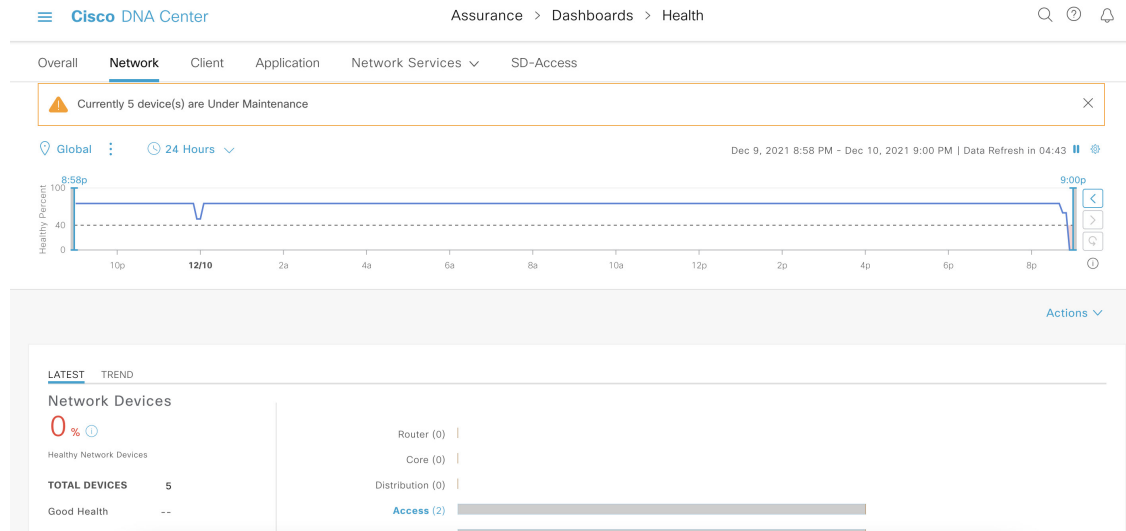 Cisco DNA Center
Assurance > Dashboards > Health
Overall Network Client Application Network Services SD-Access
Currently 5 device(s) are Under Maintenance
Global 24 Hours
Dec 9, 2021 8:58 PM - Dec 10, 2021 9:00 PM | Data Refresh in 04:43
8:58p 9:00p
Healthy Percent
100
40
0
10p 12/10 2a 4a 6a 8a 10a 12p 2p 4p 6p 8p
Actions
LATEST TREND
Network Devices
0 %
Healthy Network Devices
TOTAL DEVICES 5
Good Health --
Router (0)
Core (0)
Distribution (0)
Access (2)